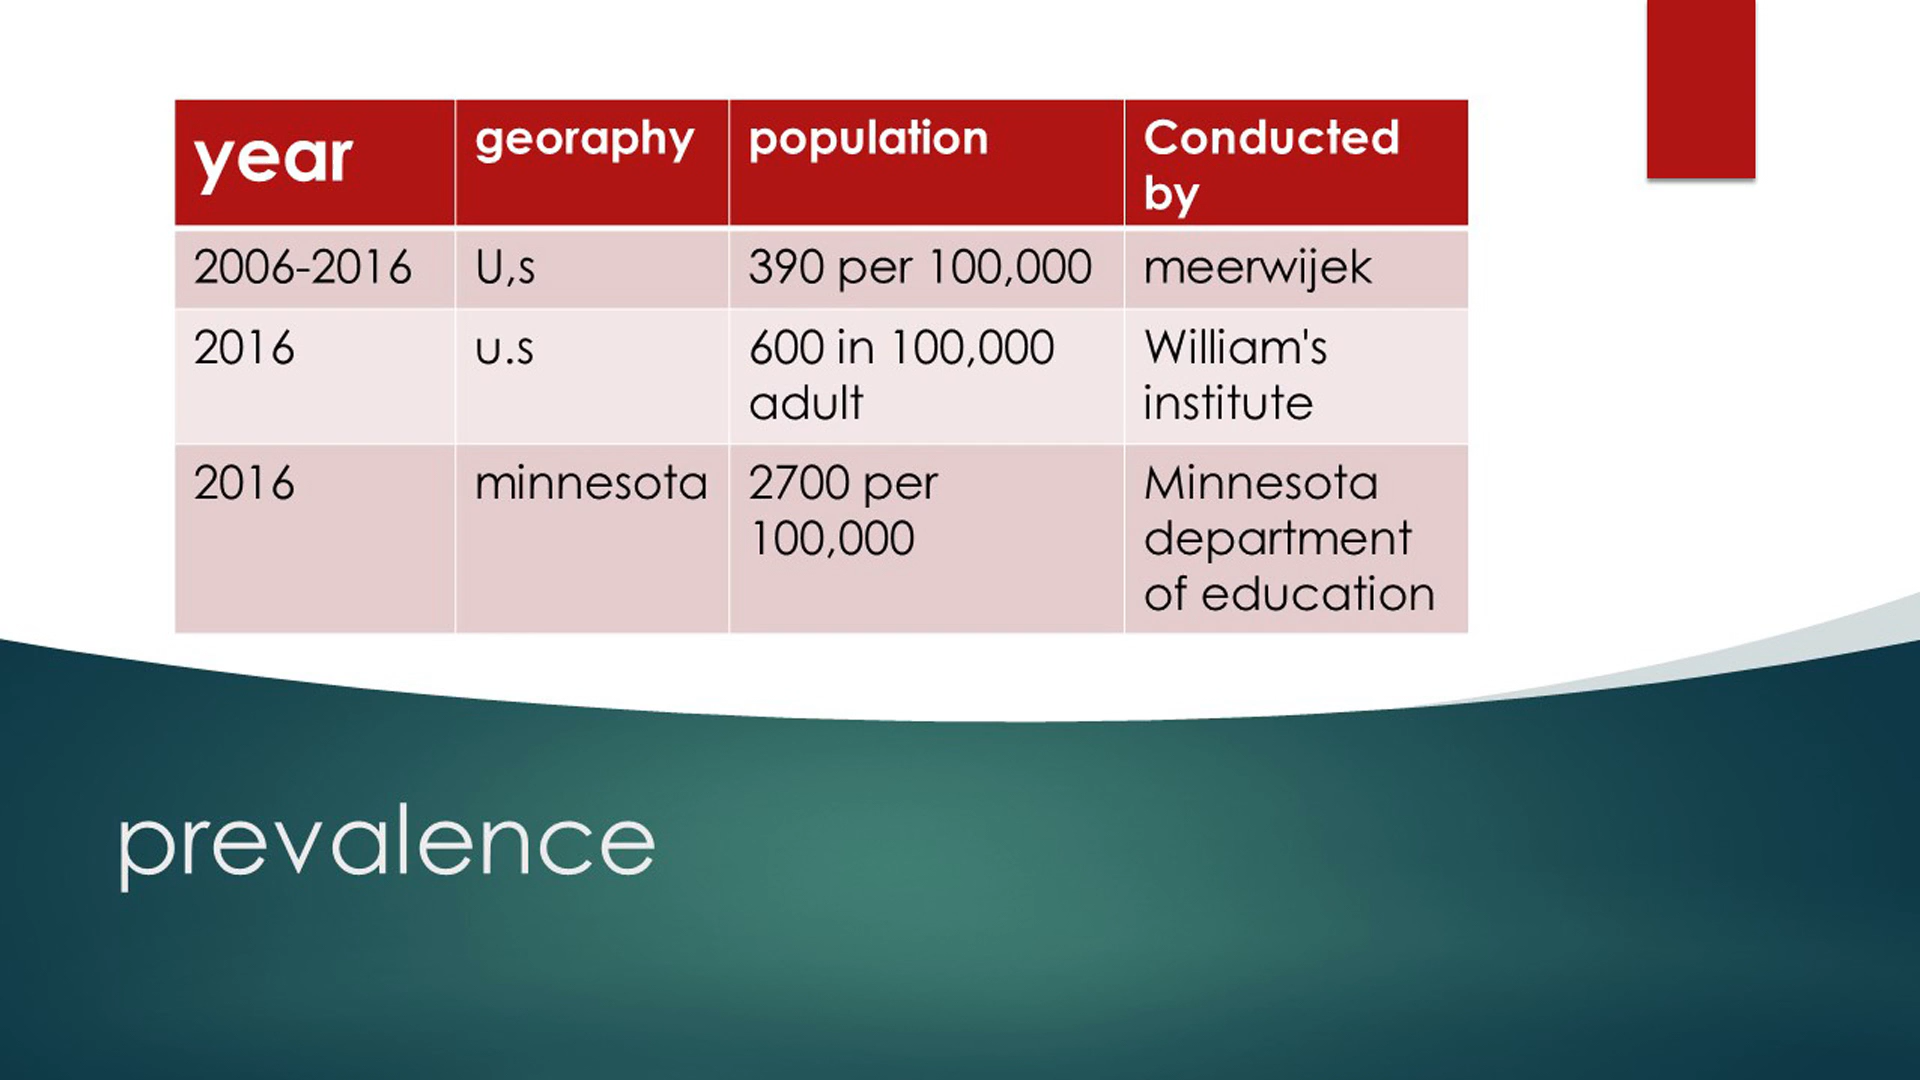 year geography population Conducted by
2006-2016 U,s 390 per 100,000 meerwijek
2016 u.s 600 in 100,000 adult William's institute
2016 minnesota 2700 per 100,000 Minnesota department of education
prevalence